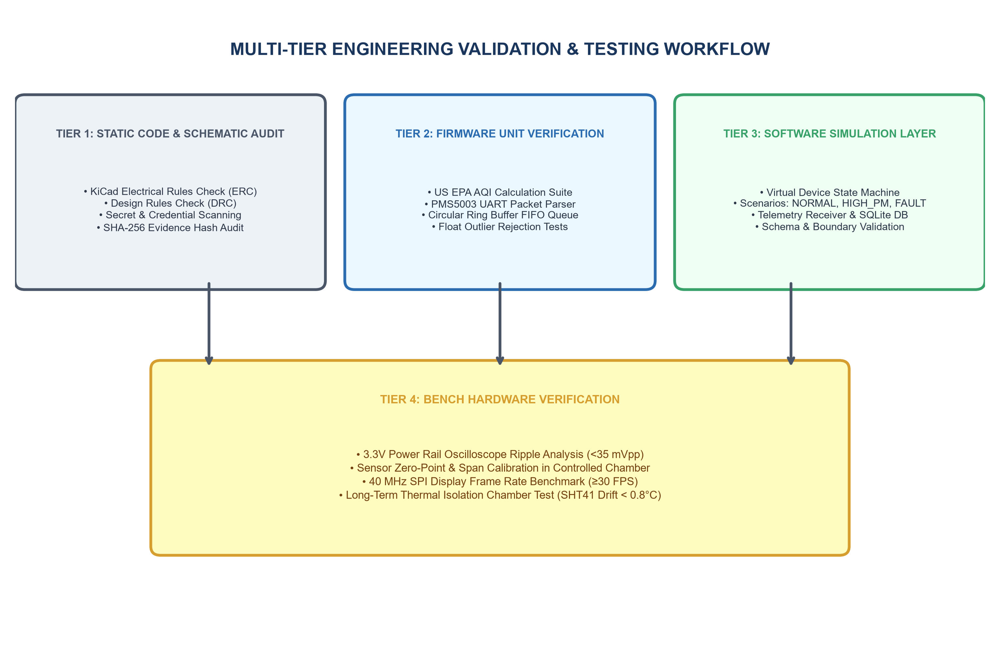 MULTI-TIER ENGINEERING VALIDATION & TESTING WORKFLOW
TIER 1: STATIC CODE & SCHEMATIC AUDIT
• KiCad Electrical Rules Check (ERC)
• Design Rules Check (DRC)
• Secret & Credential Scanning
• SHA-256 Evidence Hash Audit
TIER 2: FIRMWARE UNIT VERIFICATION
• US EPA AQI Calculation Suite
• PMS5003 UART Packet Parser
• Circular Ring Buffer FIFO Queue
• Float Outlier Rejection Tests
TIER 3: SOFTWARE SIMULATION LAYER
• Virtual Device State Machine
• Scenarios: NORMAL, HIGH_PM, FAULT
• Telemetry Receiver & SQLite DB
• Schema & Boundary Validation
TIER 4: BENCH HARDWARE VERIFICATION
• 3.3V Power Rail Oscilloscope Ripple Analysis (<35 mVpp)
• Sensor Zero-Point & Span Calibration in Controlled Chamber
• 40 MHz SPI Display Frame Rate Benchmark (≥30 FPS)
• Long-Term Thermal Isolation Chamber Test (SHT41 Drift < 0.8°C)